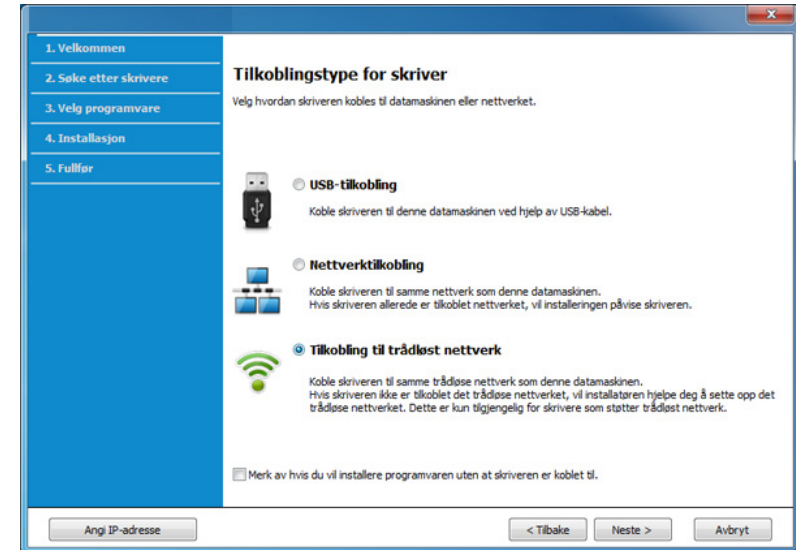 1. Velkommen
2. Søke etter skrivere
3. Velg programvare
4. Installasjon
5. Fullfør
Tilkoblingstype for skriver
Velg hvordan skriveren kobles til datamaskinen eller nettverket.
USB-tilkobling
Koble skriveren til denne datamaskinen ved hjelp av USB-kabel.
Nettverktilkobling
Koble skriveren til samme nettverk som denne datamaskinen.
Hvis skriveren allerede er tilkoblet nettverket, vil installeringen påvise skriveren.
Tilkobling til trådløst nettverk
Koble skriveren til samme trådløse nettverk som denne datamaskinen.
Hvis skriveren ikke er tilkoblet det trådløse nettverket, vil installatøren hjelpe deg å sette opp det
trådløse nettverket. Dette er kun tilgjengelig for skrivere som støtter trådløst nettverk.
Merk av hvis du vil installere programvaren uten at skriveren er koblet til.
Angi IP-adresse
< Tilbake
Neste >
Avbryt